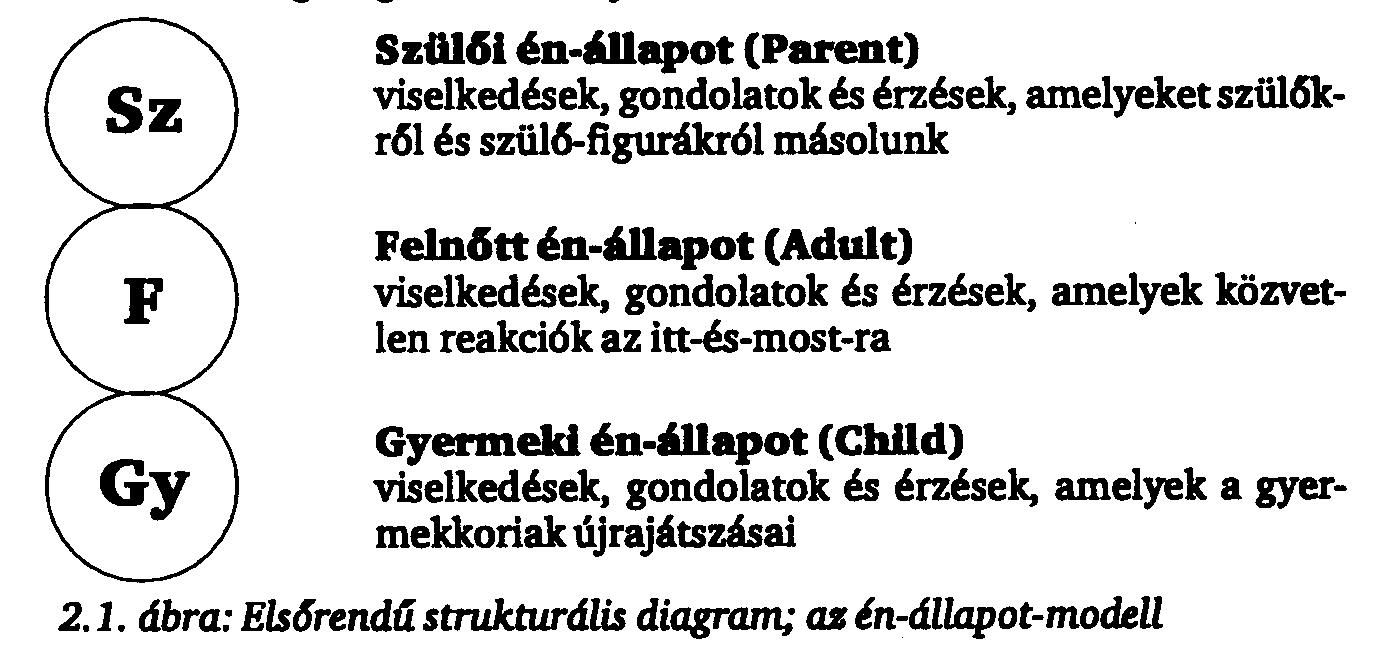 Sz
Szülői én-állapot (Parent)
viselkedések, gondolatok és érzések, amelyeket szülők-
ről és szülő-figurákról másolunk
F
Felnőtt én-állapot (Adult)
viselkedések, gondolatok és érzések, amelyek közvet-
len reakciók az itt-és-most-ra
Gy
Gyermeki én-állapot (Child)
viselkedések, gondolatok és érzések, amelyek a gyer-
mekkoriak újrajátszásai
2.1. ábra: Elsőrendű strukturális diagram; az én-állapot-modell